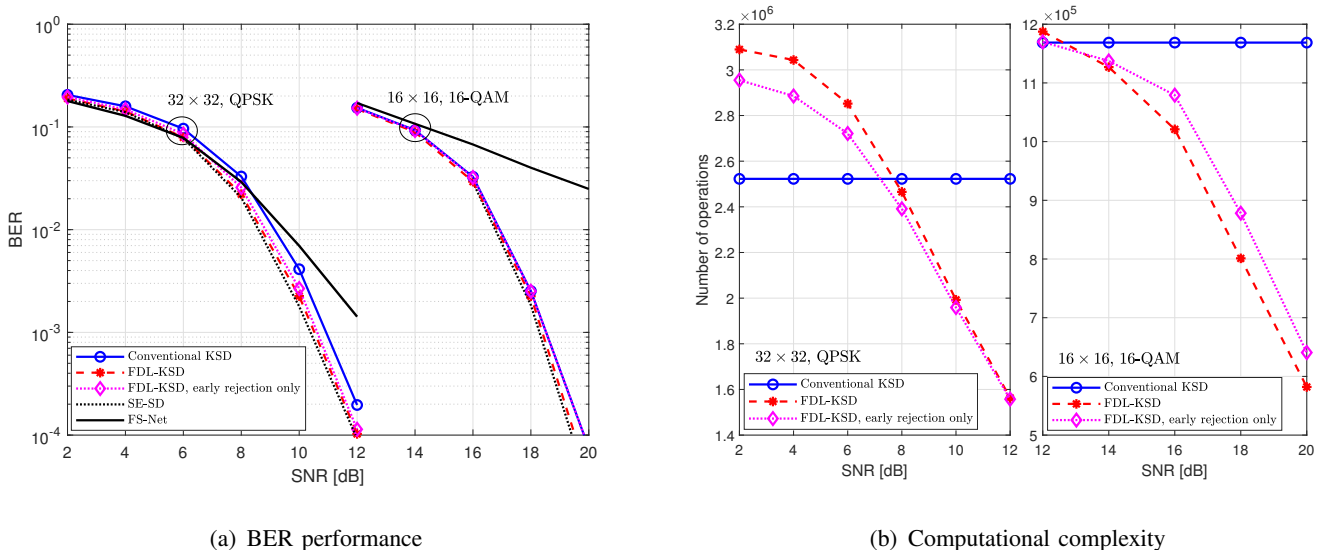 10^0
10^-1
10^-2
10^-3
10^-4
BER
2 4 6 8 10 12 14 16 18 20
SNR [dB]
32 × 32, QPSK
16 × 16, 16-QAM
Conventional KSD
FDL-KSD
FDL-KSD, early rejection only
SE-SD
FS-Net
(a) BER performance
×10^6
3.2
3
2.8
2.6
2.4
2.2
2
1.8
1.6
1.4
Number of operations
2 4 6 8 10 12
SNR [dB]
32 × 32, QPSK
Conventional KSD
FDL-KSD
FDL-KSD, early rejection only
×10^5
12
11
10
9
8
7
6
5
12 14 16 18 20
SNR [dB]
16 × 16, 16-QAM
Conventional KSD
FDL-KSD
FDL-KSD, early rejection only
(b) Computational complexity